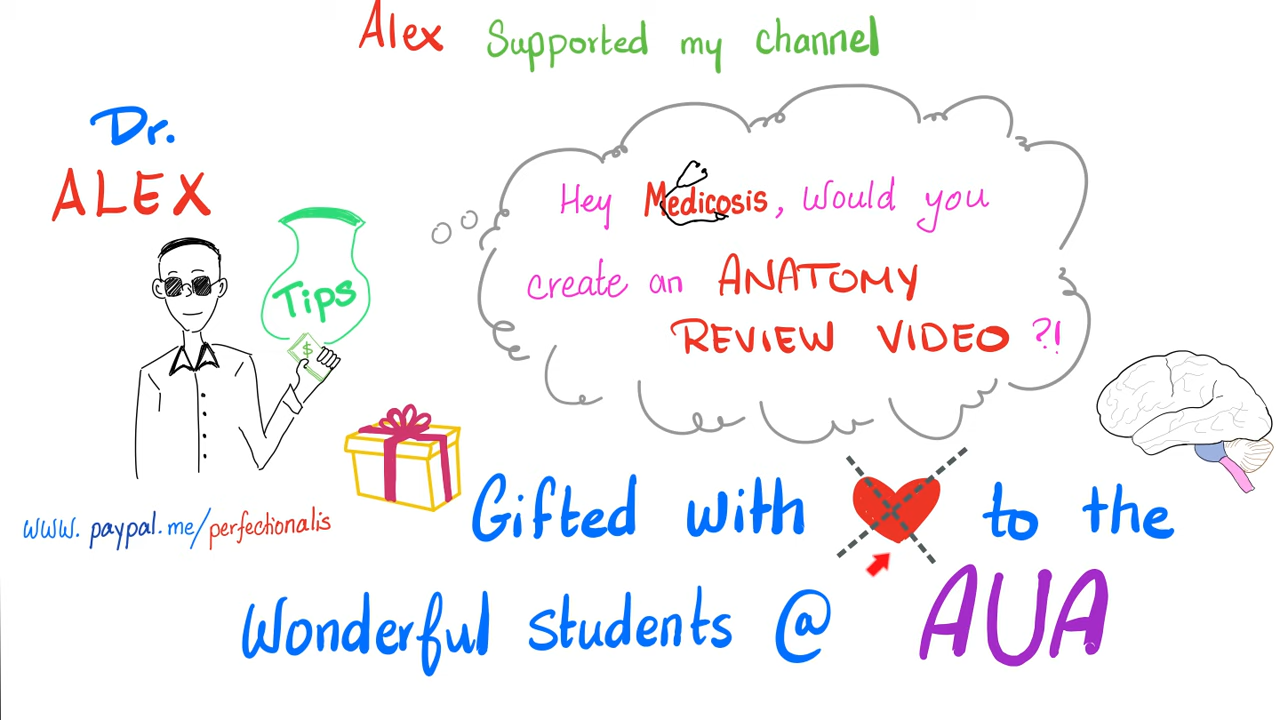 Alex Supported my channel
Dr.
ALEX
Tips
$
Hey Medicosis, Would you
create an ANATOMY
REVIEW VIDEO ?!
www.paypal.me/perfectionalis
Gifted with to the
Wonderful students @ AUA